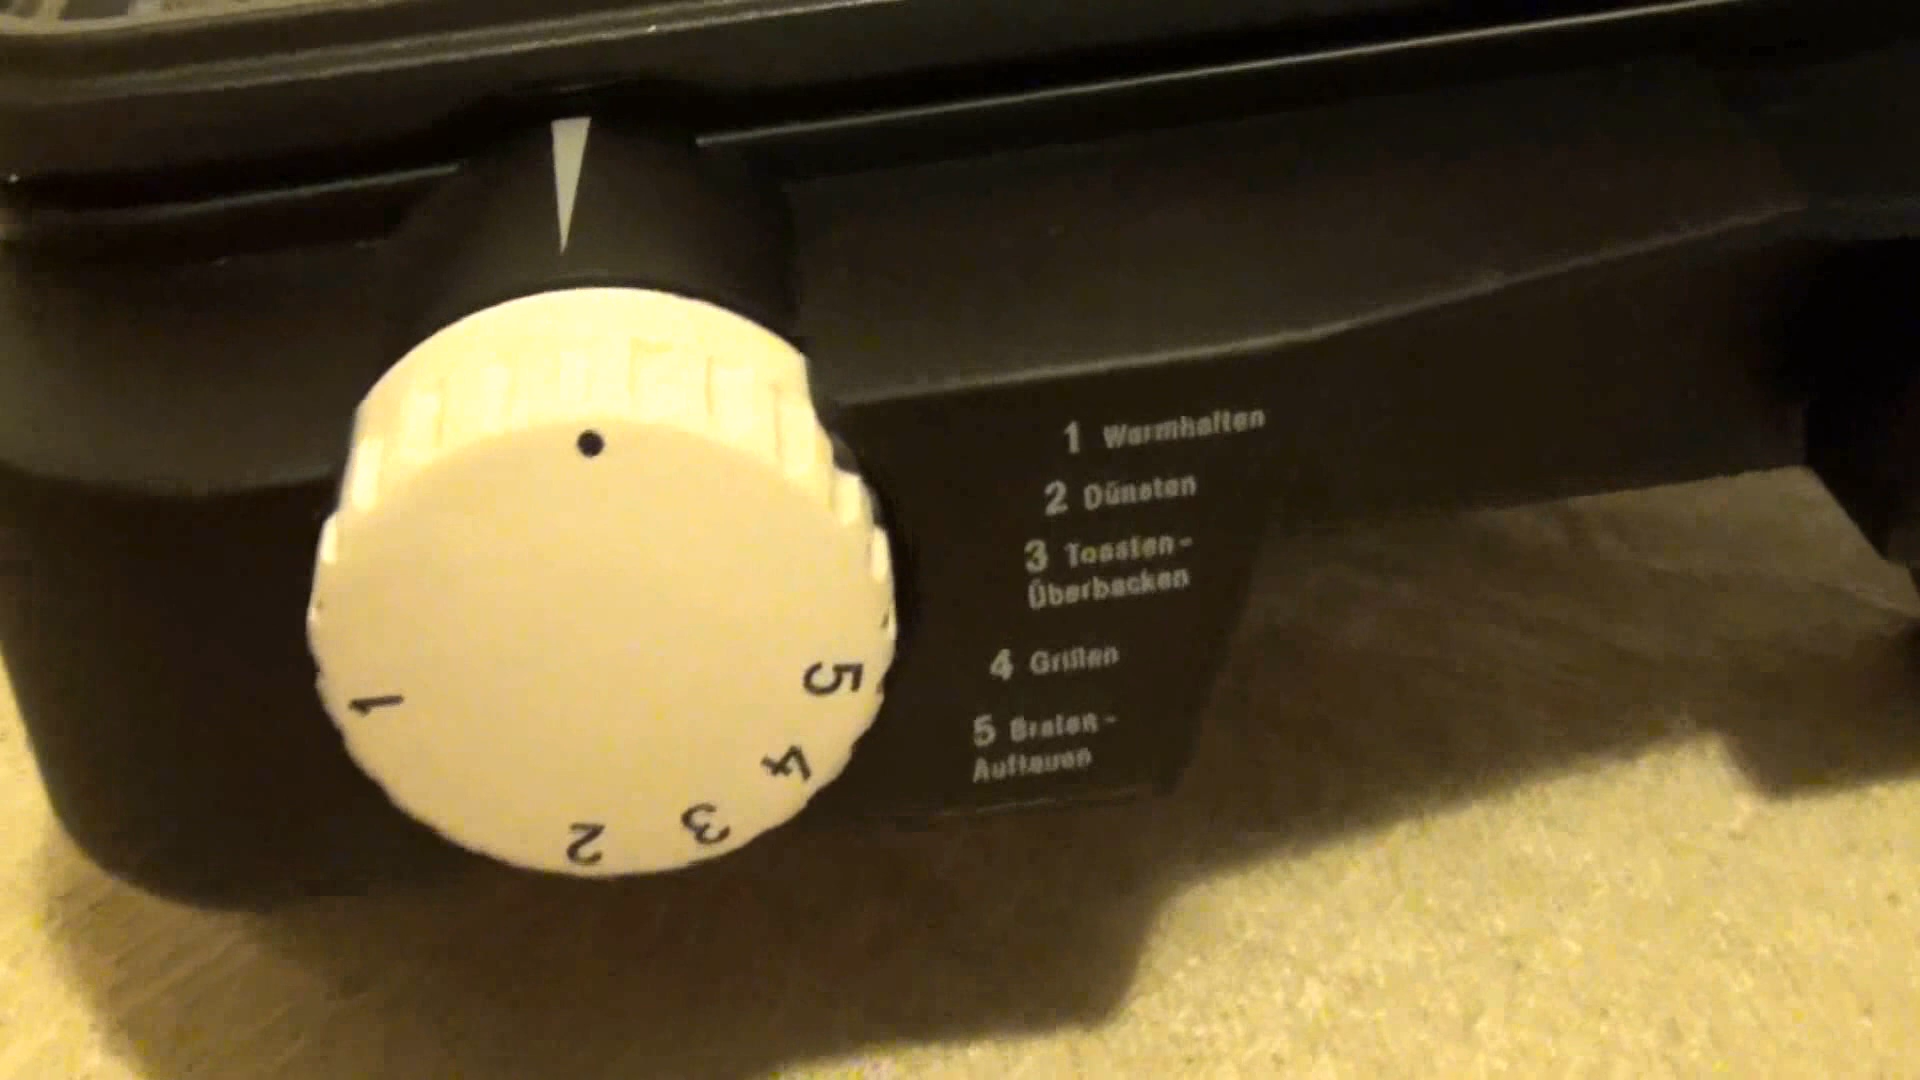 1 Warmhalten
2 Dünsten
3 Toasten-
Überbacken
4 Grillen
5 Braten-
Auftauen
1
2
3
4
5